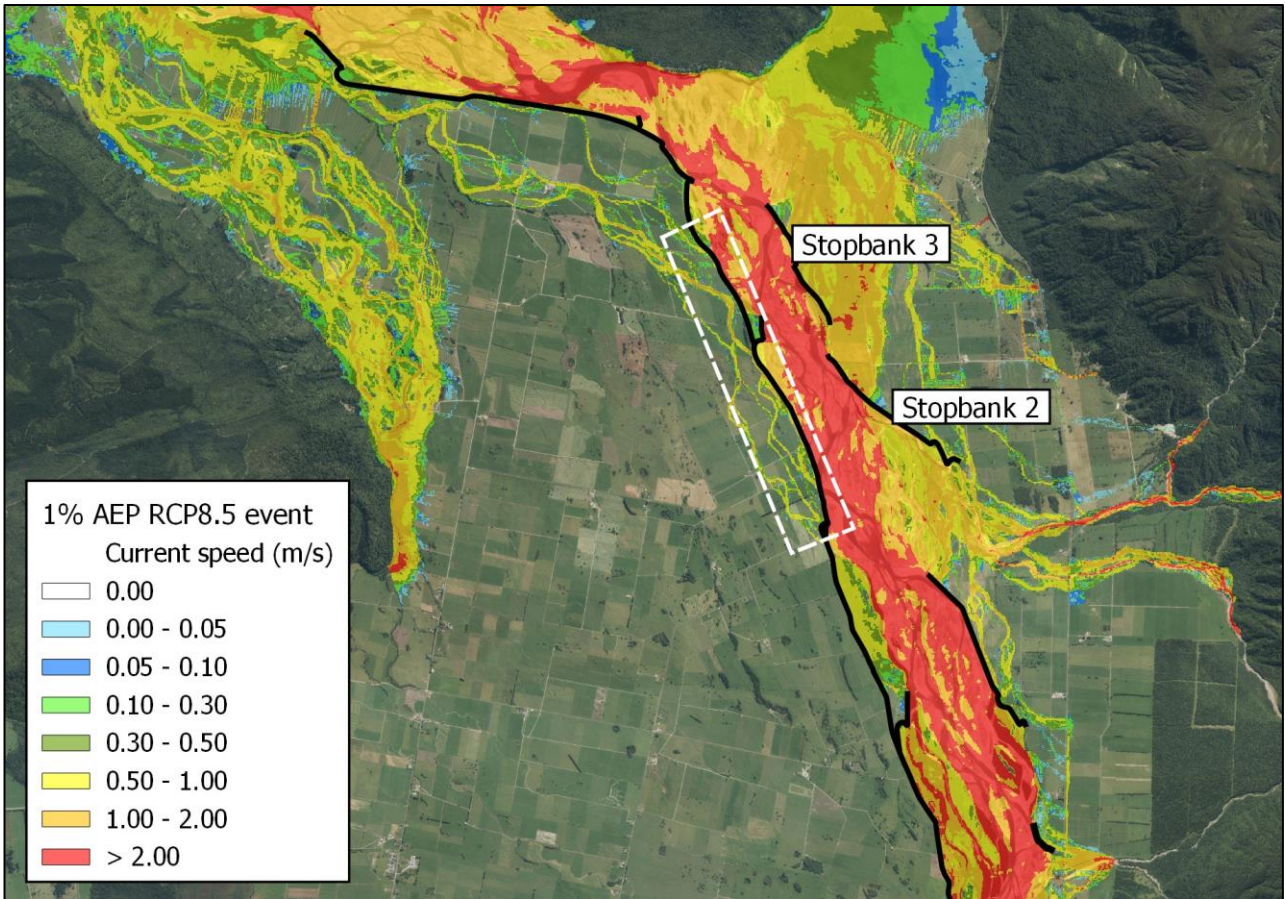 Stopbank 3
Stopbank 2
1% AEP RCP8.5 event
Current speed (m/s)
0.00
0.00 - 0.05
0.05 - 0.10
0.10 - 0.30
0.30 - 0.50
0.50 - 1.00
1.00 - 2.00
> 2.00